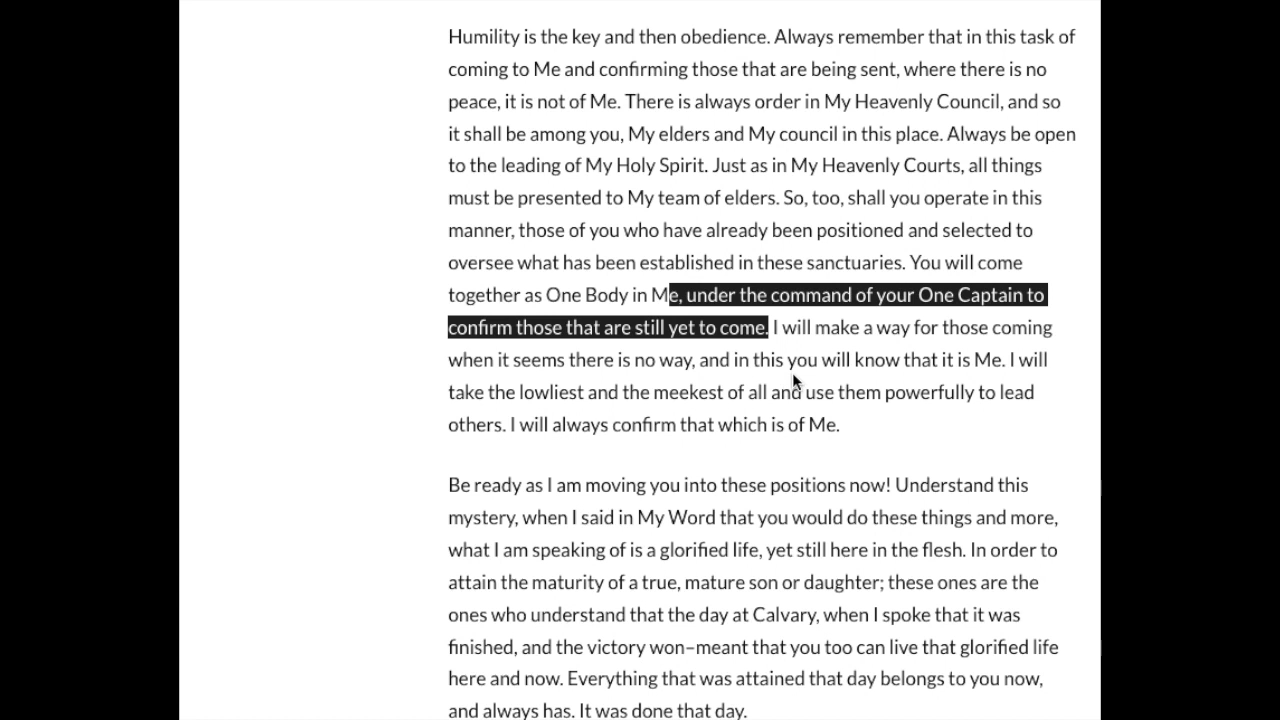 Humility is the key and then obedience. Always remember that in this task of
coming to Me and confirming those that are being sent, where there is no
peace, it is not of Me. There is always order in My Heavenly Council, and so
it shall be among you, My elders and My council in this place. Always be open
to the leading of My Holy Spirit. Just as in My Heavenly Courts, all things
must be presented to My team of elders. So, too, shall you operate in this
manner, those of you who have already been positioned and selected to
oversee what has been established in these sanctuaries. You will come
together as One Body in Me, under the command of your One Captain to
confirm those that are still yet to come. I will make a way for those coming
when it seems there is no way, and in this you will know that it is Me. I will
take the lowliest and the meekest of all and use them powerfully to lead
others. I will always confirm that which is of Me.
Be ready as I am moving you into these positions now! Understand this
mystery, when I said in My Word that you would do these things and more,
what I am speaking of is a glorified life, yet still here in the flesh. In order to
attain the maturity of a true, mature son or daughter; these ones are the
ones who understand that the day at Calvary, when I spoke that it was
finished, and the victory won–meant that you too can live that glorified life
here and now. Everything that was attained that day belongs to you now,
and always has. It was done that day.